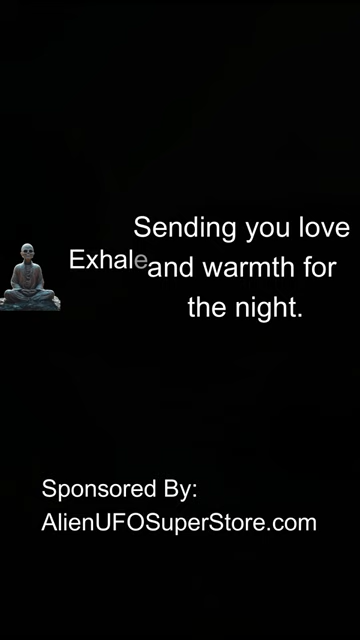 Sending you love
Exhale
and warmth for
the night.
Sponsored By:
AlienUFOSuperStore.com